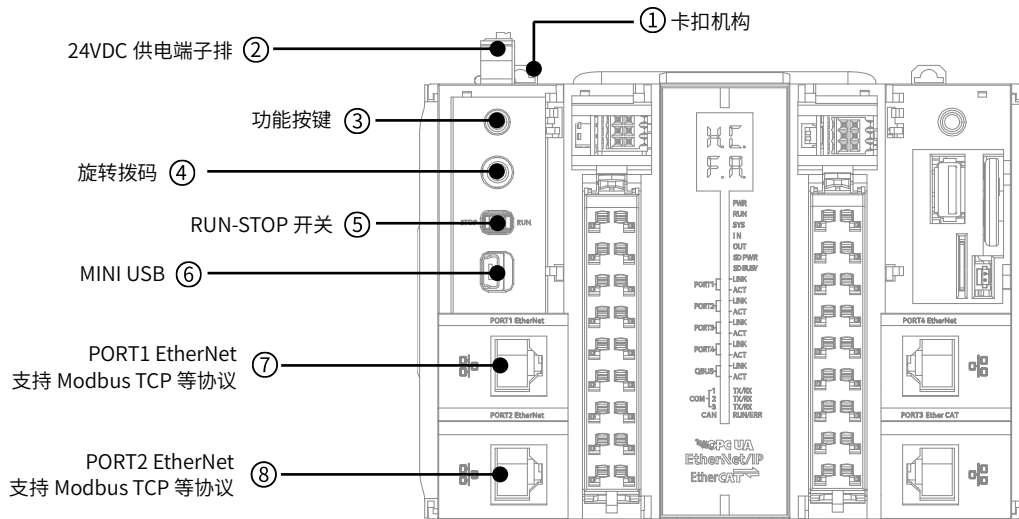 ① 卡扣机构
24VDC 供电端子排 ②
功能按键 ③
旋转拨码 ④
RUN-STOP 开关 ⑤
STOP
RUN
MINI USB ⑥
PORT1 EtherNet ⑦
支持 Modbus TCP 等协议
PORT2 EtherNet ⑧
支持 Modbus TCP 等协议
PORT1 EtherNet
PORT2 EtherNet
H.C.
F.A.
PWR
RUN
SYS
IN
OUT
SD PWR
SD BUSY
PORT1 LINK
ACT
PORT2 LINK
ACT
PORT3 LINK
ACT
PORT4 LINK
ACT
QBUS LINK
ACT
1 TX/RX
COM 2 TX/RX
3 TX/RX
CAN RUN/ERR
OPC UA
EtherNet/IP
EtherCAT
PORT4 EtherNet
PORT3 Ether CAT